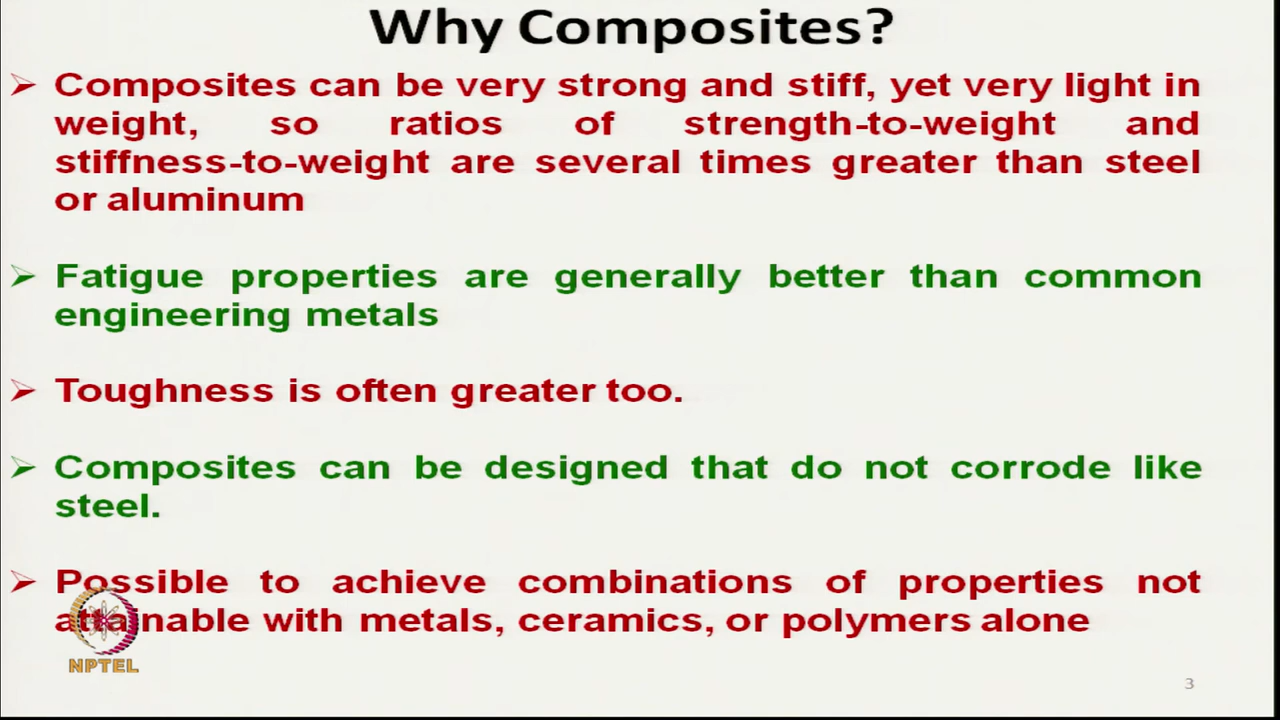 Why Composites?
➢ Composites can be very strong and stiff, yet very light in
weight, so ratios of strength-to-weight and
stiffness-to-weight are several times greater than steel
or aluminum
➢ Fatigue properties are generally better than common
engineering metals
➢ Toughness is often greater too.
➢ Composites can be designed that do not corrode like
steel.
➢ Possible to achieve combinations of properties not
attainable with metals, ceramics, or polymers alone
NPTEL
3